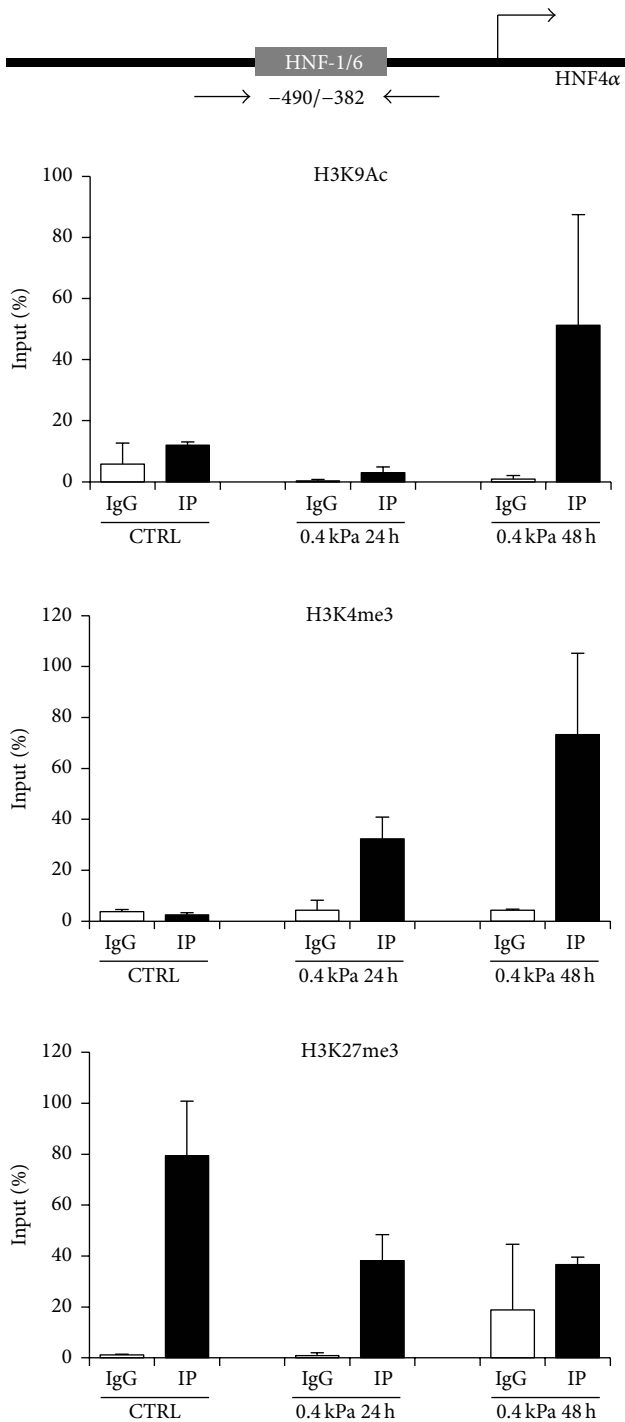 HNF-1/6
HNF4α
−490/−382
H3K9Ac
Input (%)
100
80
60
40
20
0
IgG IP IgG IP IgG IP
CTRL 0.4 kPa 24 h 0.4 kPa 48 h
H3K4me3
Input (%)
120
100
80
60
40
20
0
IgG IP IgG IP IgG IP
CTRL 0.4 kPa 24 h 0.4 kPa 48 h
H3K27me3
Input (%)
120
100
80
60
40
20
0
IgG IP IgG IP IgG IP
CTRL 0.4 kPa 24 h 0.4 kPa 48 h